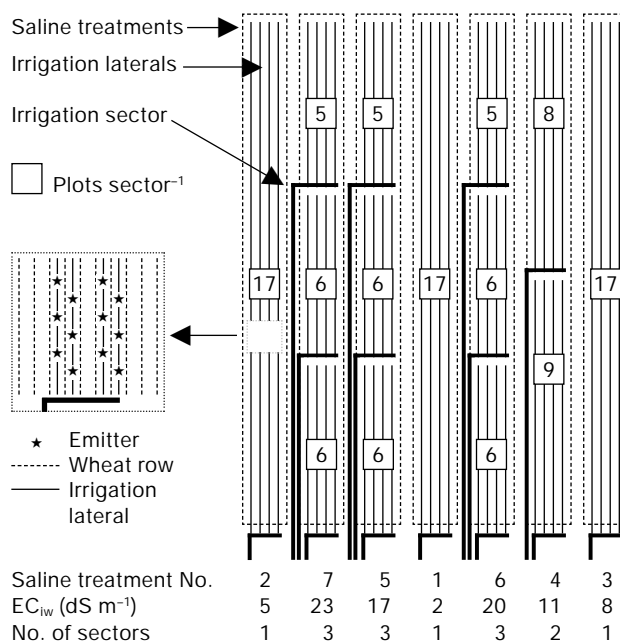 Saline treatments
Irrigation laterals
Irrigation sector
Plots sector⁻¹
5 5 5 8
17 6 6 17 6 17
9
6 6 6
★ Emitter
Wheat row
Irrigation
lateral
Saline treatment No. 2 7 5 1 6 4 3
ECiw (dS m⁻¹) 5 23 17 2 20 11 8
No. of sectors 1 3 3 1 3 2 1